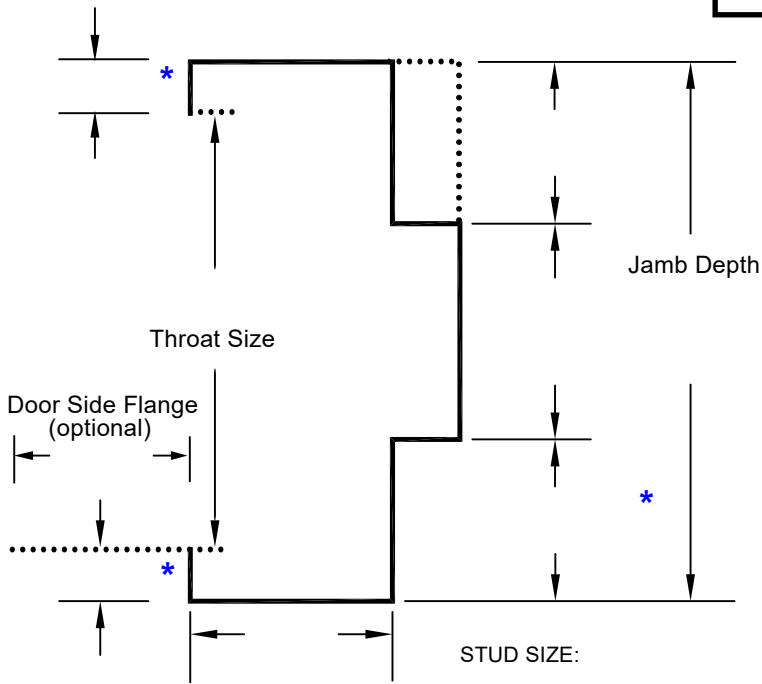 *
Jamb Depth
Throat Size
Door Side Flange
(optional)
*
*
STUD SIZE: